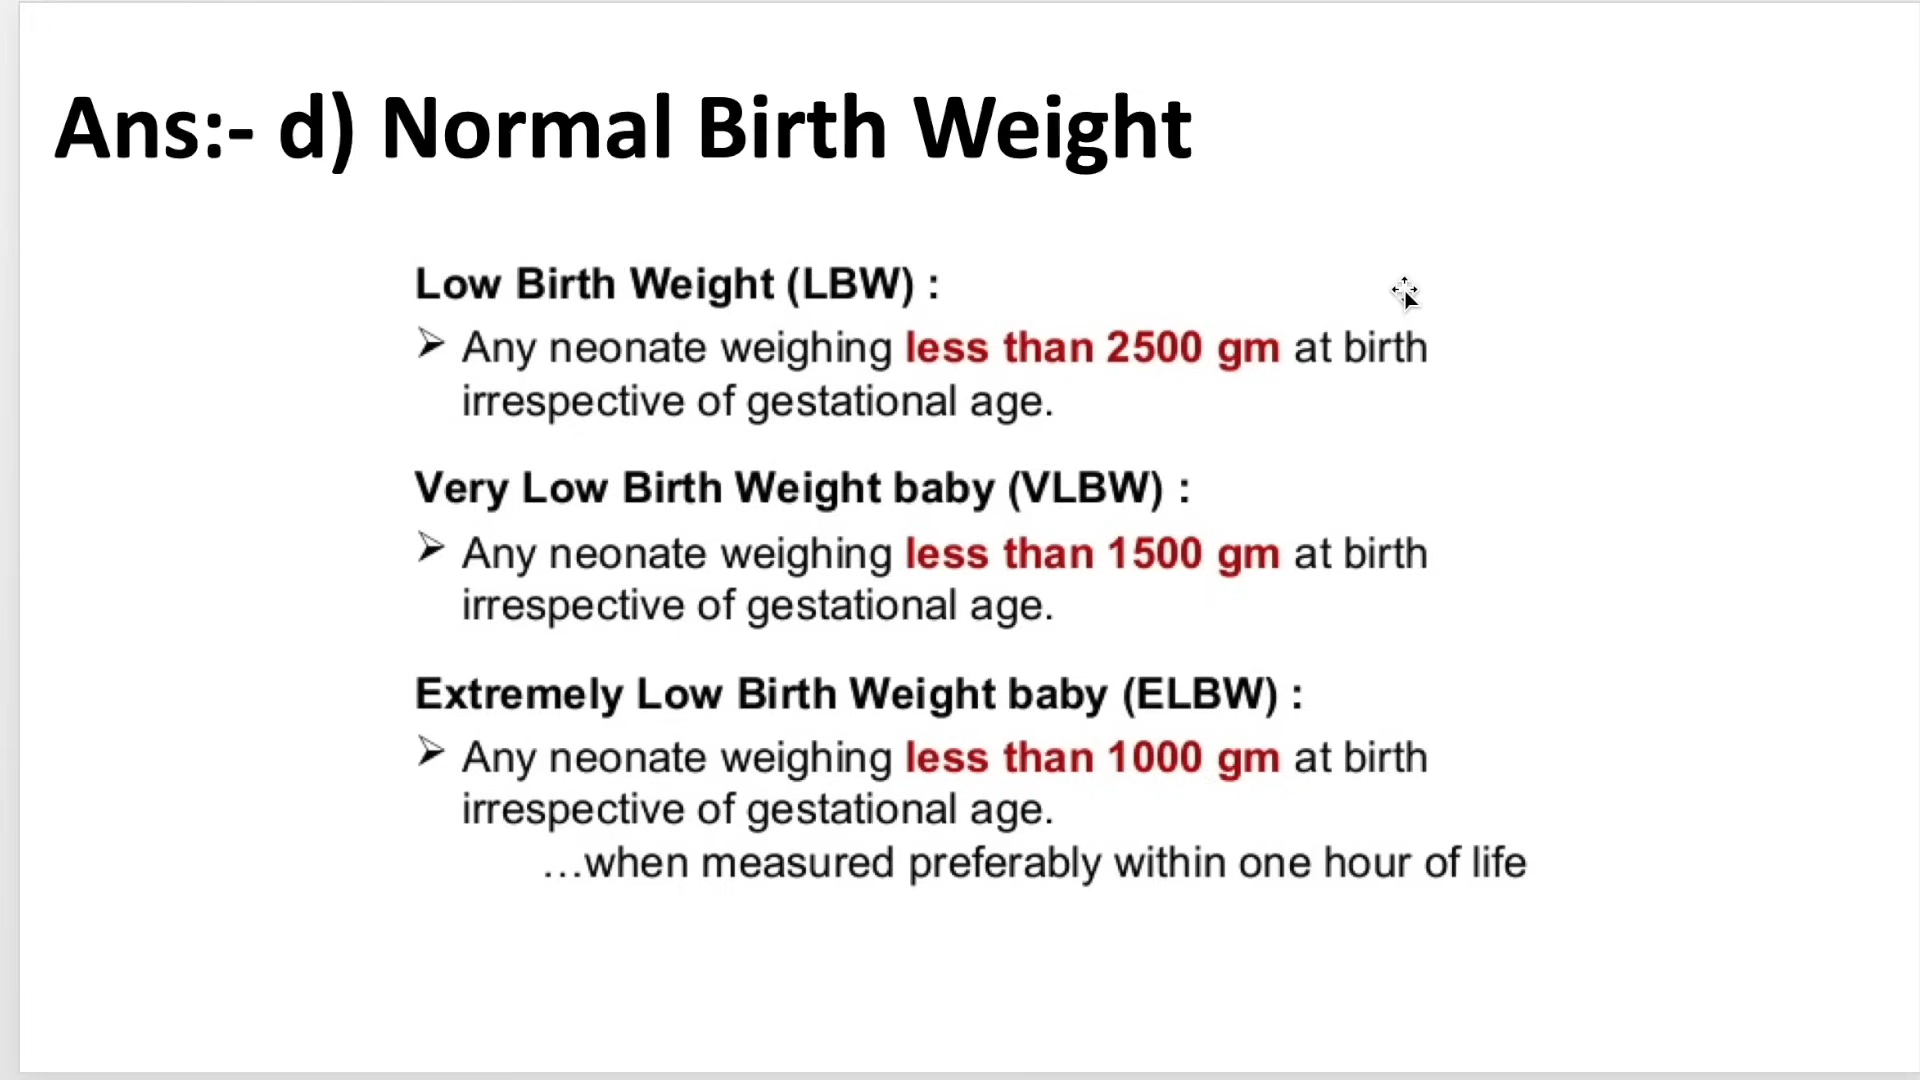 Ans:- d) Normal Birth Weight
Low Birth Weight (LBW) :
➢ Any neonate weighing less than 2500 gm at birth
irrespective of gestational age.
Very Low Birth Weight baby (VLBW) :
➢ Any neonate weighing less than 1500 gm at birth
irrespective of gestational age.
Extremely Low Birth Weight baby (ELBW) :
➢ Any neonate weighing less than 1000 gm at birth
irrespective of gestational age.
...when measured preferably within one hour of life